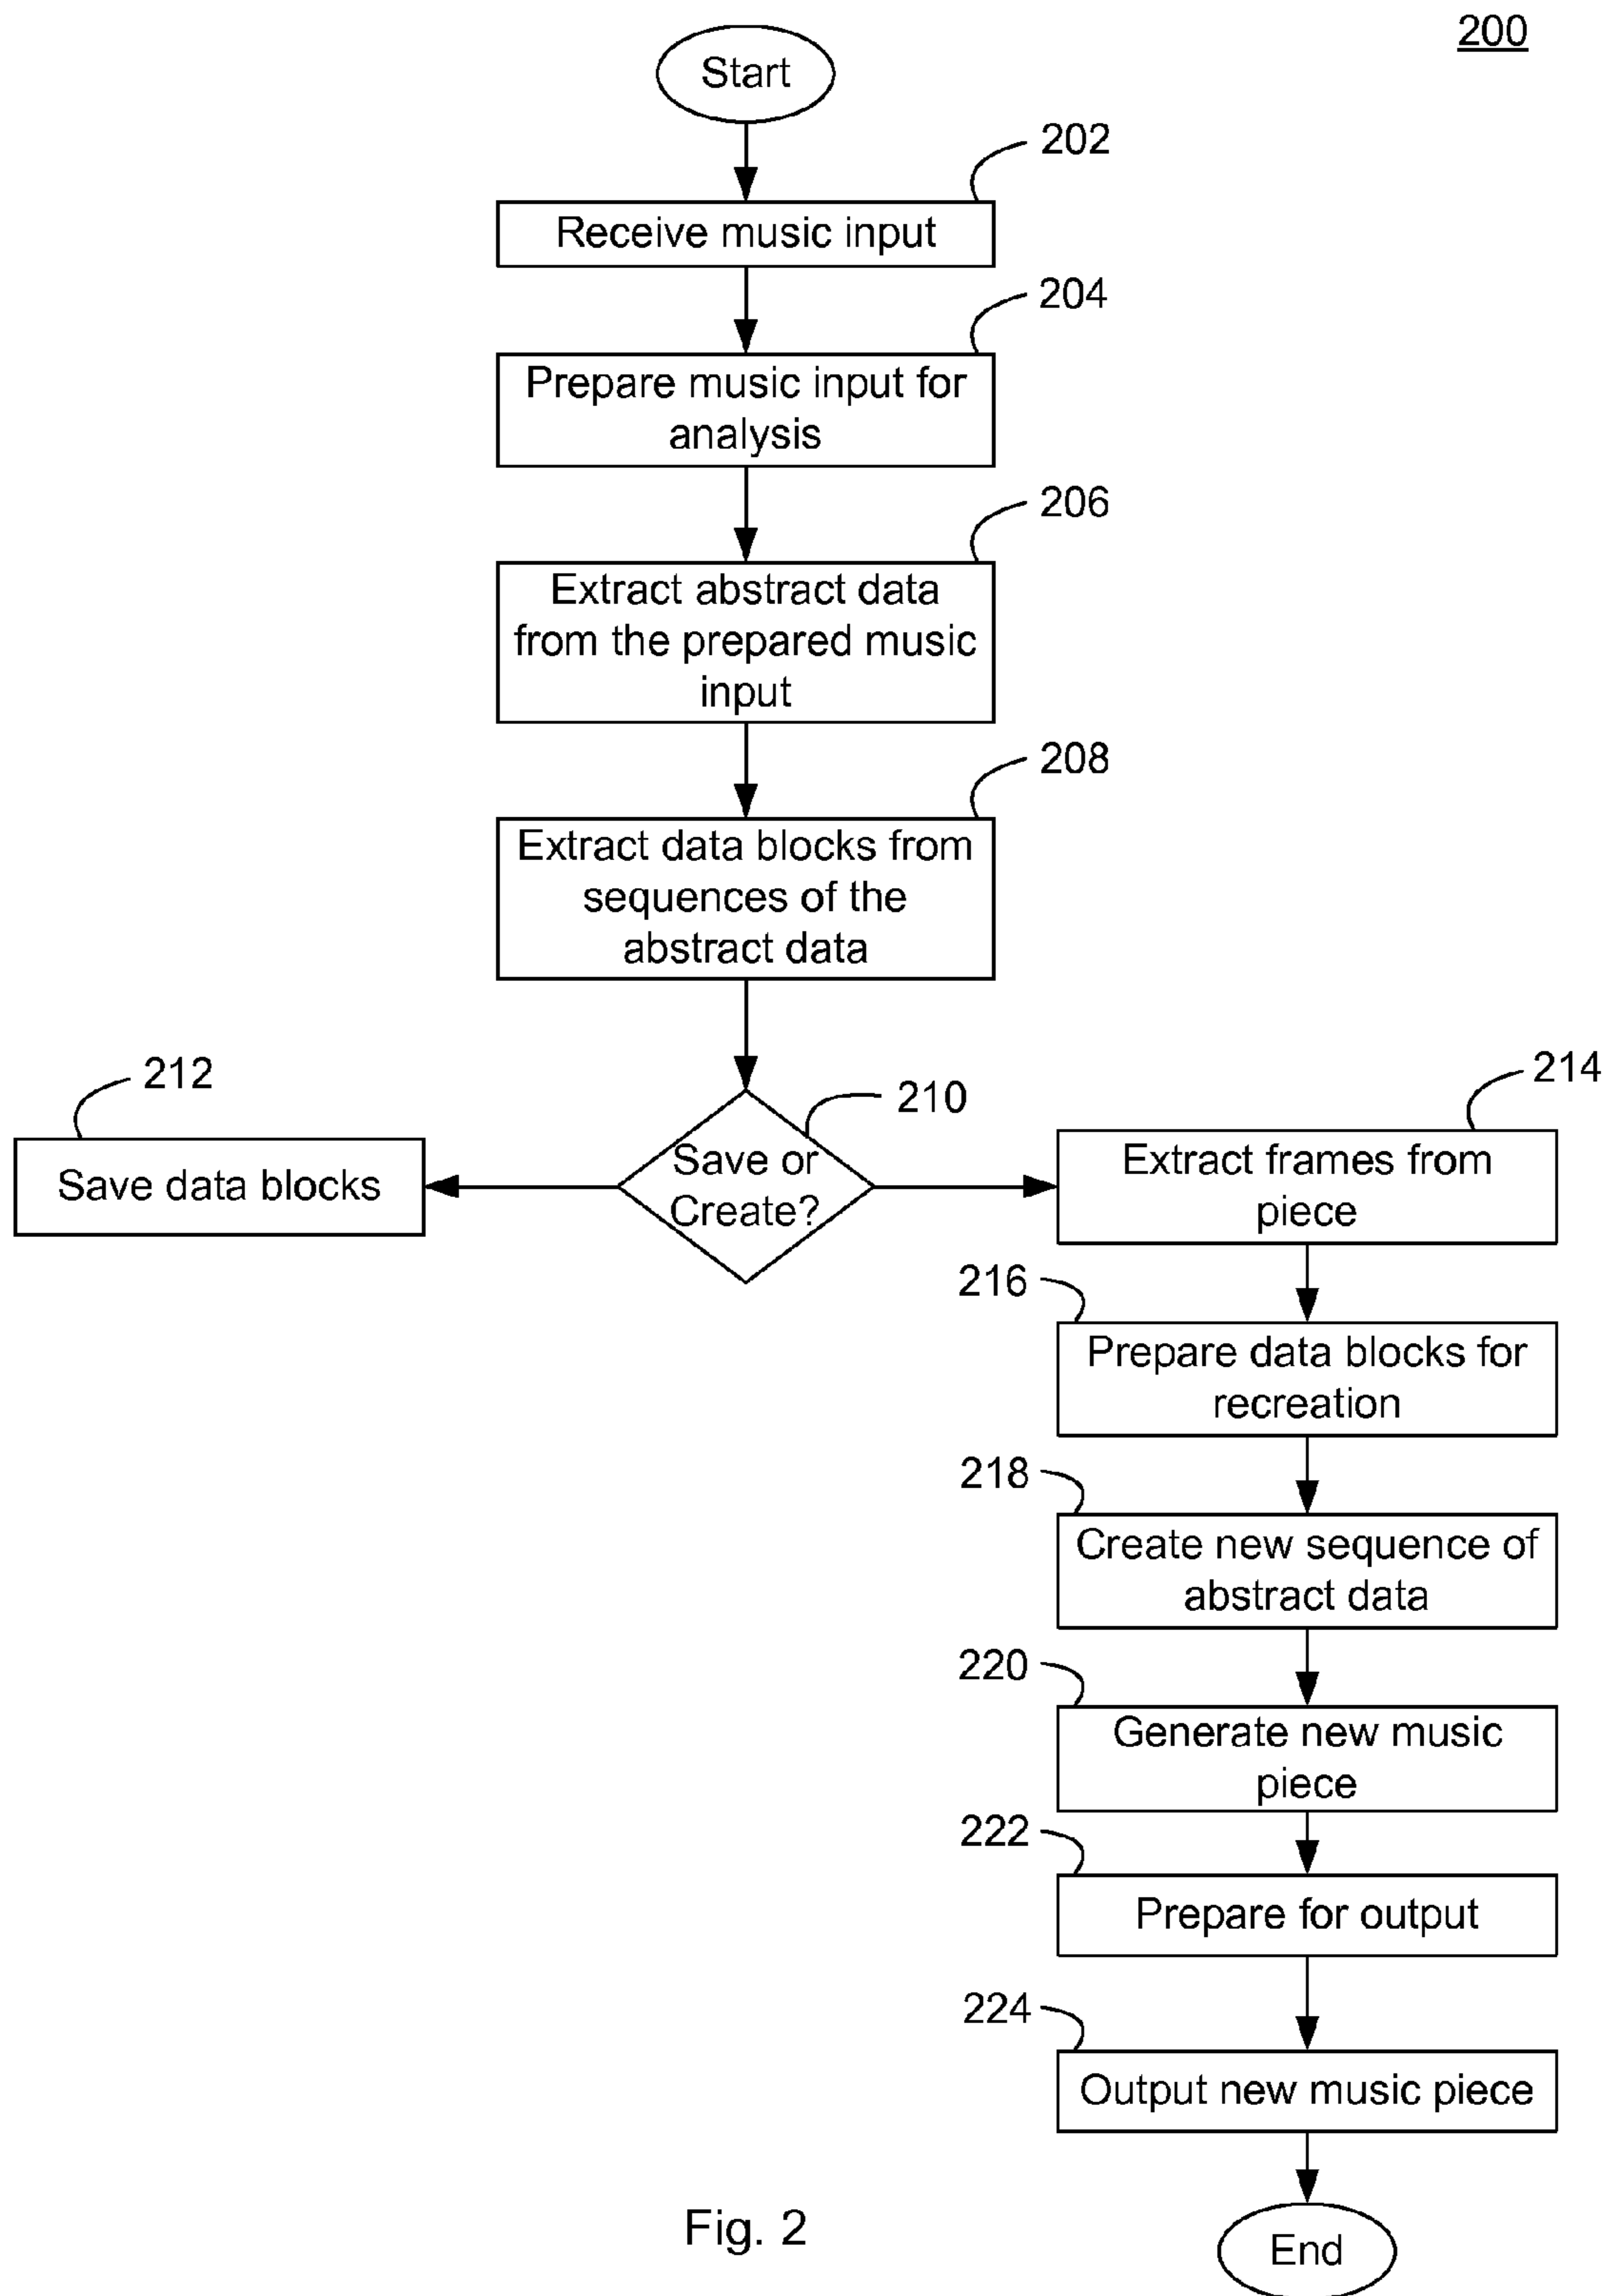 200
Start
202
Receive music input
204
Prepare music input for
analysis
206
Extract abstract data
from the prepared music
input
208
Extract data blocks from
sequences of the
abstract data
212
Save data blocks
210
Save or
Create?
214
Extract frames from
piece
216
Prepare data blocks for
recreation
218
Create new sequence of
abstract data
220
Generate new music
piece
222
Prepare for output
224
Output new music piece
End
Fig. 2